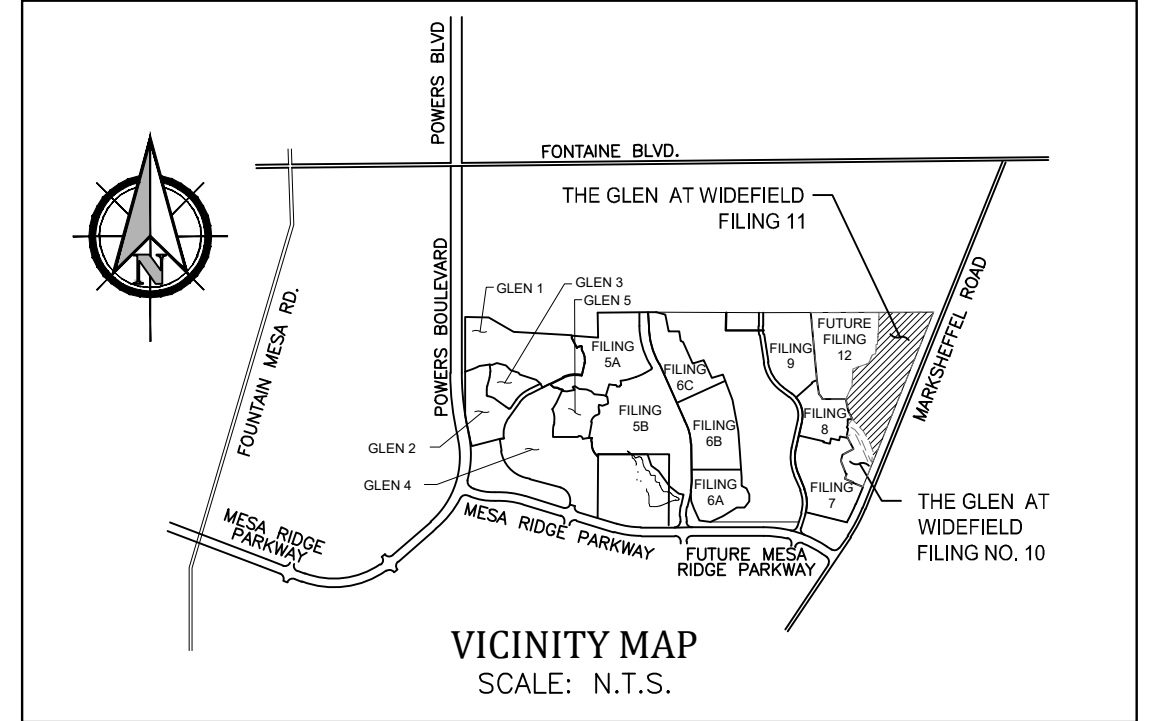 POWERS BLVD
FONTAINE BLVD.
THE GLEN AT WIDEFIELD
FILING 11
N
FOUNTAIN MESA RD.
POWERS BOULEVARD
MARKSHEFFEL ROAD
GLEN 1
GLEN 3
GLEN 5
GLEN 2
GLEN 4
FILING
5A
FILING
5B
FILING
6C
FILING
6B
FILING
6A
FILING
9
FUTURE
FILING
12
FILING
8
FILING
7
THE GLEN AT
WIDEFIELD
FILING NO. 10
MESA RIDGE
PARKWAY
MESA RIDGE PARKWAY
FUTURE MESA
RIDGE PARKWAY
VICINITY MAP
SCALE: N.T.S.